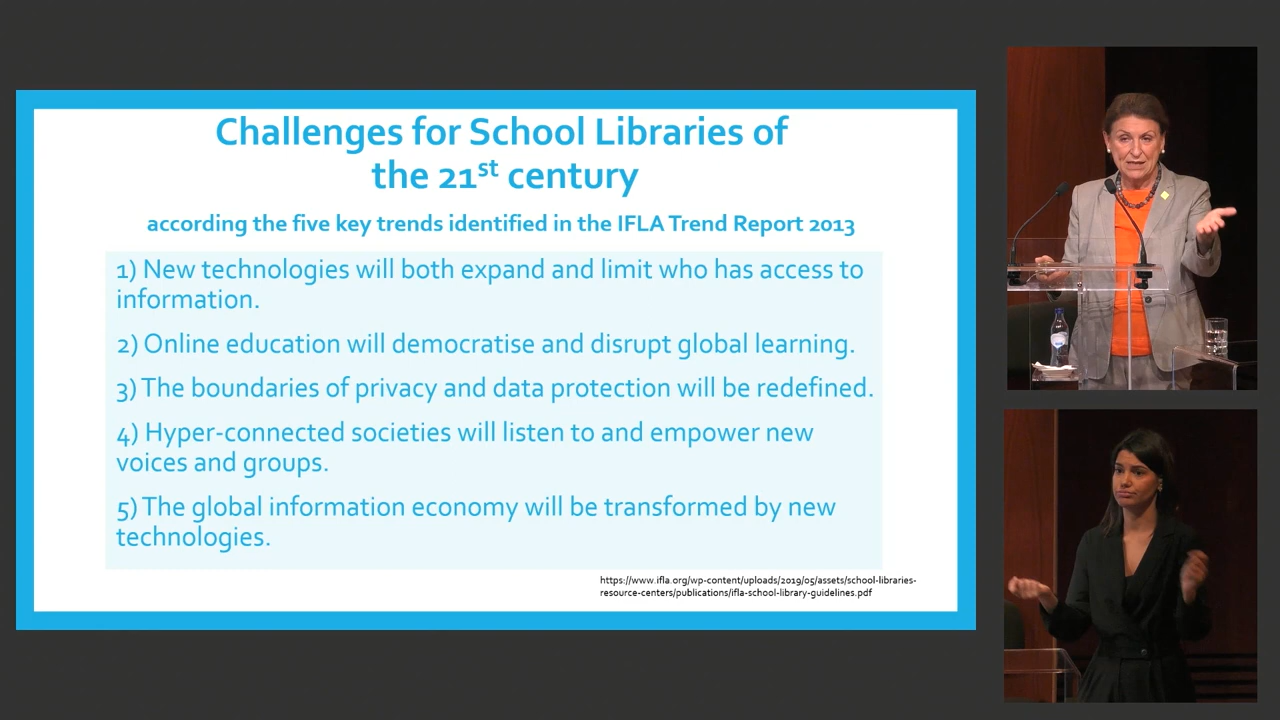 Challenges for School Libraries of
the 21st century
according the five key trends identified in the IFLA Trend Report 2013
1) New technologies will both expand and limit who has access to
information.
2) Online education will democratise and disrupt global learning.
3) The boundaries of privacy and data protection will be redefined.
4) Hyper-connected societies will listen to and empower new
voices and groups.
5) The global information economy will be transformed by new
technologies.
https://www.ifla.org/wp-content/uploads/2019/05/assets/school-libraries-
resource-centers/publications/ifla-school-library-guidelines.pdf